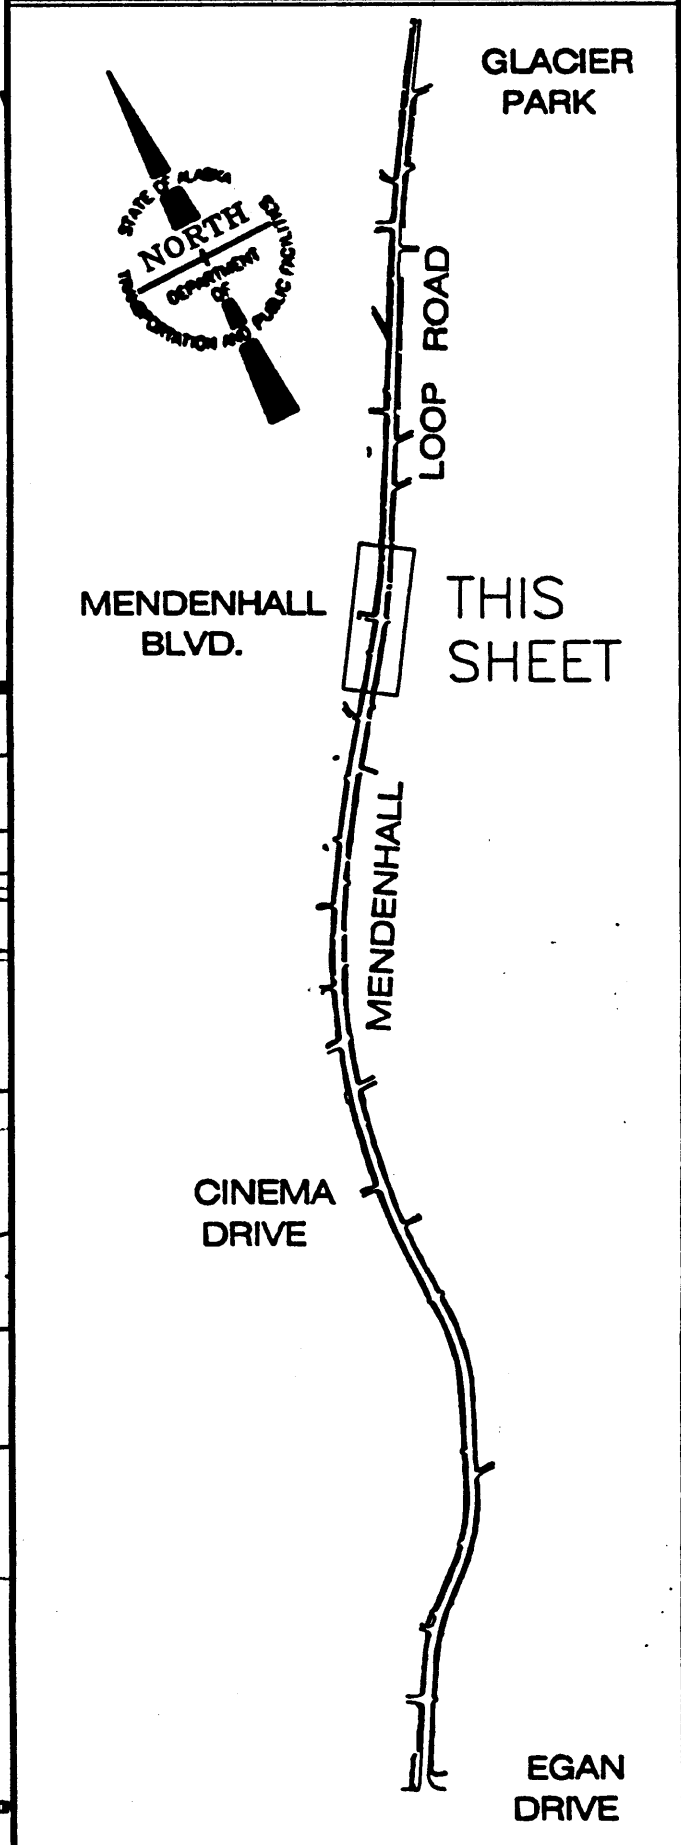 GLACIER
PARK
STATE OF ALASKA
NORTH
DEPARTMENT
OF
TRANSPORTATION AND PUBLIC FACILITIES
LOOP ROAD
MENDENHALL
BLVD.
THIS
SHEET
MENDENHALL
CINEMA
DRIVE
EGAN
DRIVE